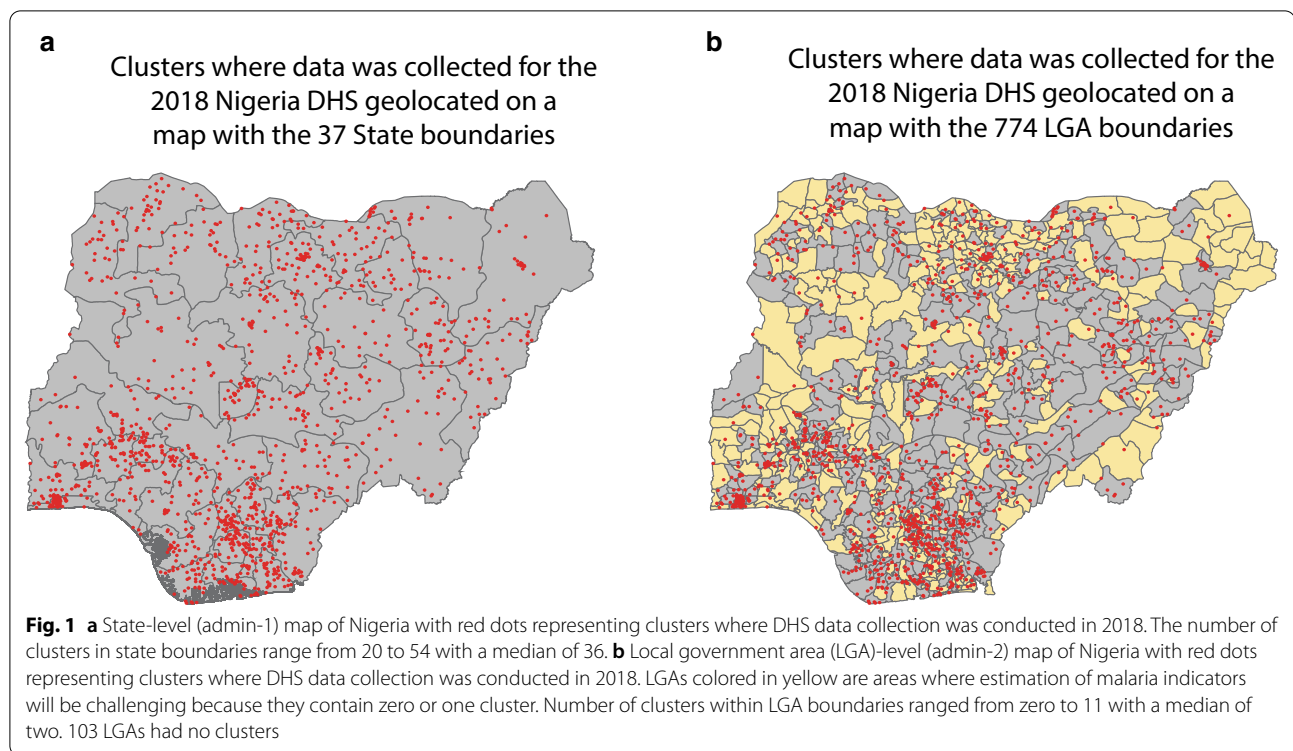 a
Clusters where data was collected for the
2018 Nigeria DHS geolocated on a
map with the 37 State boundaries
b
Clusters where data was collected for the
2018 Nigeria DHS geolocated on a
map with the 774 LGA boundaries
Fig. 1 a State-level (admin-1) map of Nigeria with red dots representing clusters where DHS data collection was conducted in 2018. The number of
clusters in state boundaries range from 20 to 54 with a median of 36. b Local government area (LGA)-level (admin-2) map of Nigeria with red dots
representing clusters where DHS data collection was conducted in 2018. LGAs colored in yellow are areas where estimation of malaria indicators
will be challenging because they contain zero or one cluster. Number of clusters within LGA boundaries ranged from zero to 11 with a median of
two. 103 LGAs had no clusters